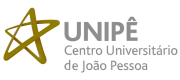 UNIPÊ
Centro Universitário
de João Pessoa